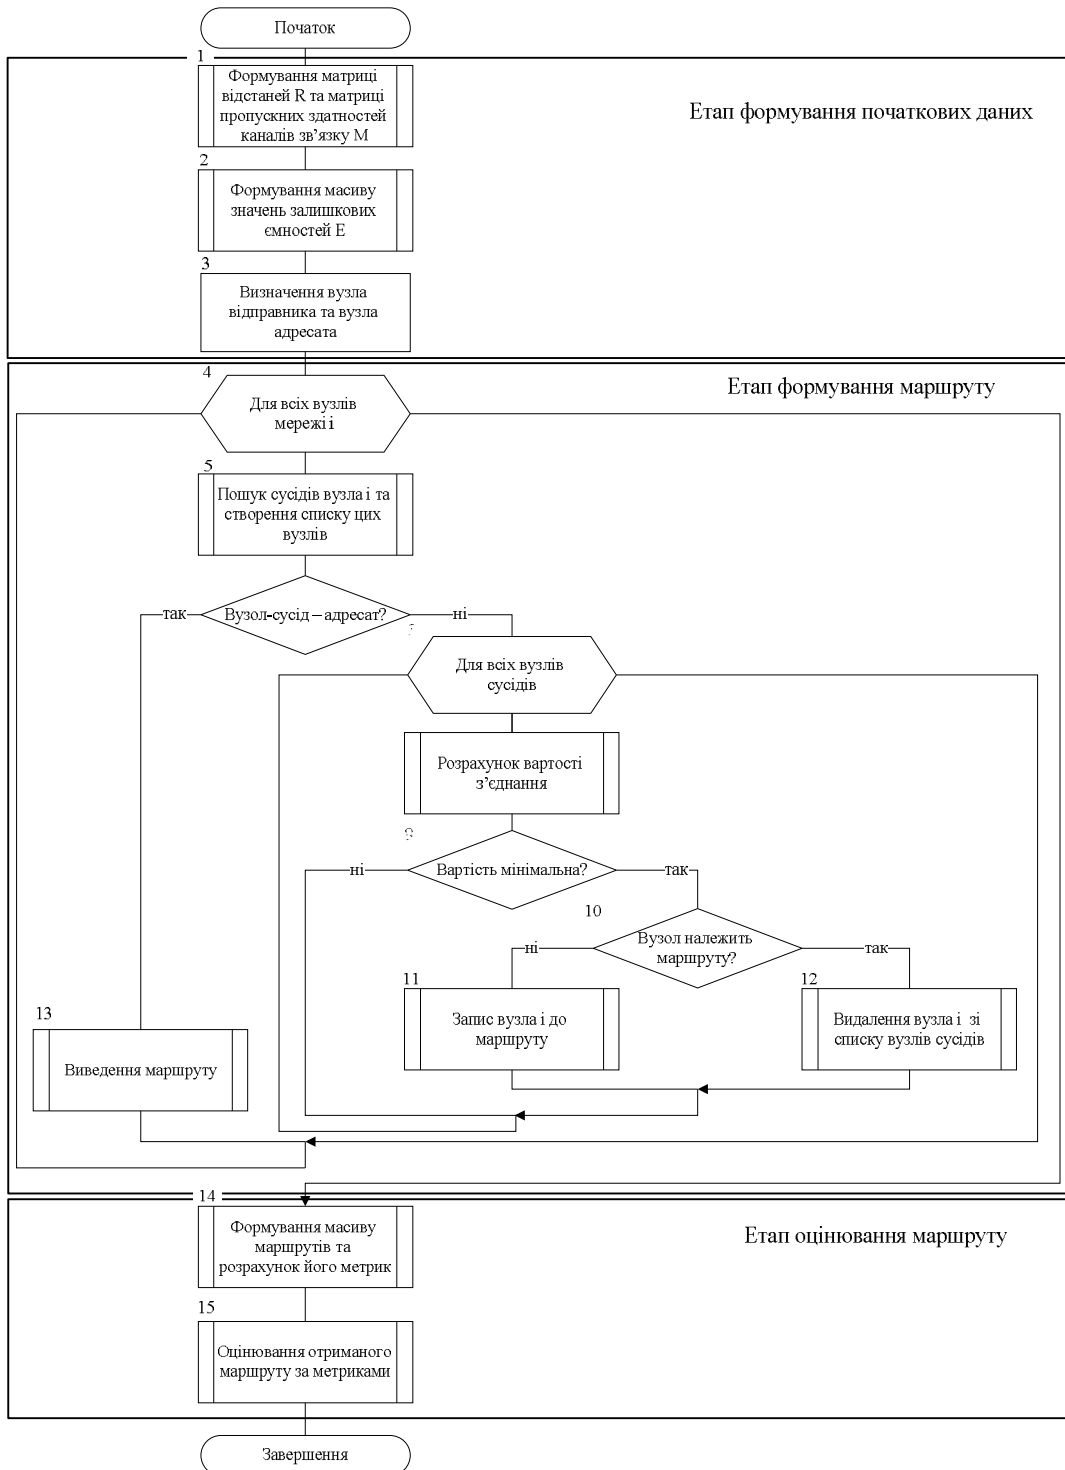 Початок
1
Формування матриці
відстаней R та матриці
пропускних здатностей
каналів зв’язку M
Етап формування початкових даних
2
Формування масиву
значень залишкових
ємностей E
3
Визначення вузла
відправника та вузла
адресата
4
Для всіх вузлів
мережі і
Етап формування маршруту
5
Пошук сусідів вузла і та
створення списку цих
вузлів
так
Вузол-сусід – адресат?
ні
Для всіх вузлів
сусідів
Розрахунок вартості
з’єднання
9
ні
Вартість мінімальна?
так
10
ні
Вузол належить
маршруту?
так
11
Запис вузла і до
маршруту
12
Видалення вузла і зі
списку вузлів сусідів
13
Виведення маршруту
14
Формування масиву
маршрутів та
розрахунок його метрик
Етап оцінювання маршруту
15
Оцінювання отриманого
маршруту за метриками
Завершення